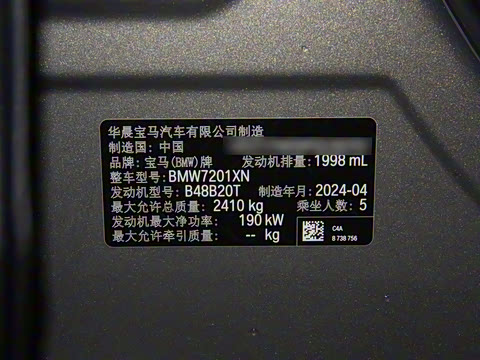 华晨宝马汽车有限公司制造
制造国: 中国
品牌: 宝马(BMW)牌 发动机排量: 1998 mL
整车型号: BMW7201XN
发动机型号: B48B20T 制造年月: 2024-04
最大允许总质量: 2410 kg 乘坐人数: 5
发动机最大净功率: 190 kW
最大允许牵引质量: -- kg
C4A
8 738 756